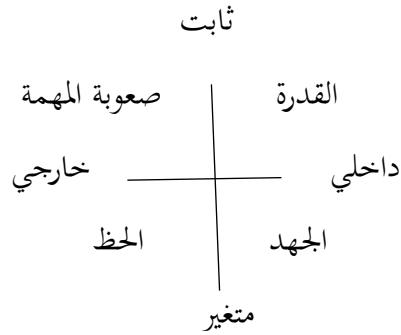 ثابت
القدرة صعوبة المهمة
داخلي خارجي
الجهد الحظ
متغير